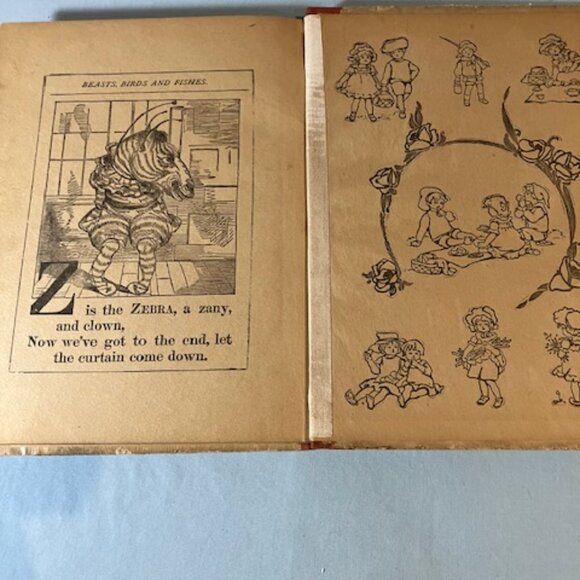 BEASTS, BIRDS AND FISHES.
Z is the ZEBRA, a zany,
and clown,
Now we've got to the end, let
the curtain come down.